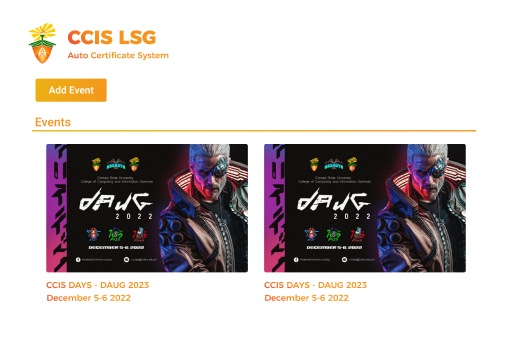 CCIS LSG
Auto Certificate System
Add Event
Events
Caraga State University
College of Computing and Information Sciences
DAUG
2022
DECEMBER 5-6, 2022
Caraga State University
College of Computing and Information Sciences
DAUG
2022
DECEMBER 5-6, 2022
CCIS DAYS - DAUG 2023
December 5-6 2022
CCIS DAYS - DAUG 2023
December 5-6 2022